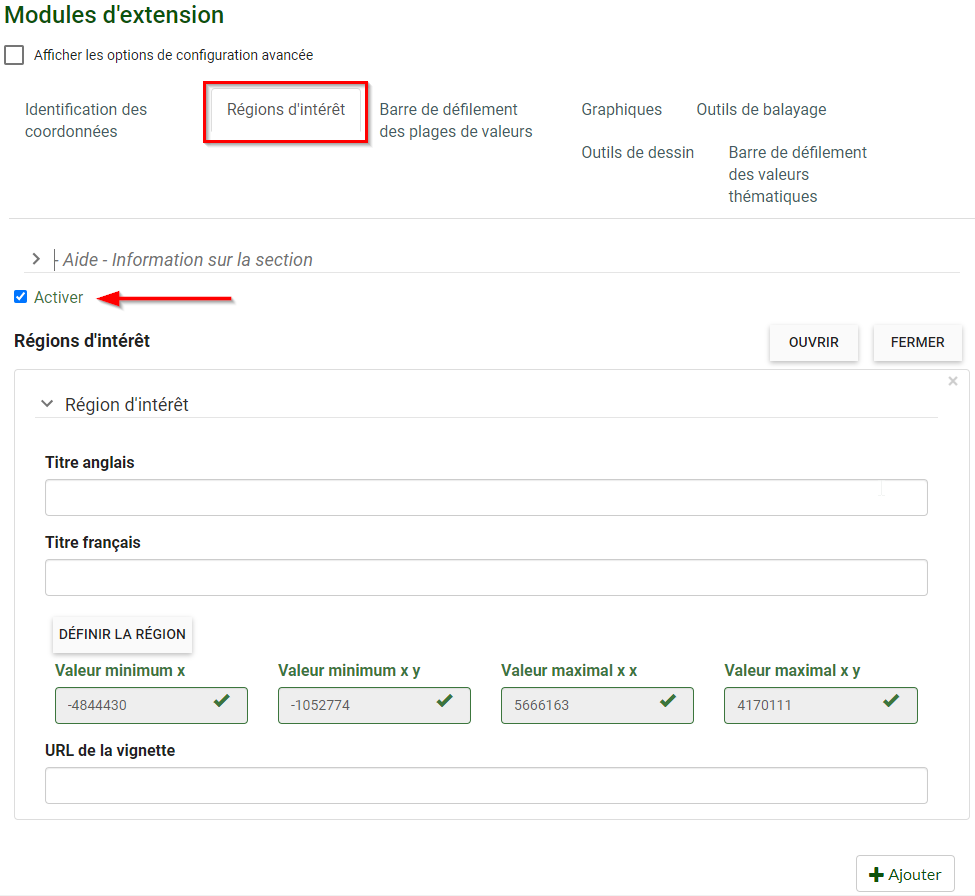 Modules d'extension
Afficher les options de configuration avancée
Identification des
coordonnées
Régions d'intérêt
Barre de défilement
des plages de valeurs
Graphiques
Outils de balayage
Outils de dessin
Barre de défilement
des valeurs
thématiques
- Aide - Information sur la section
Activer
Régions d'intérêt
OUVRIR
FERMER
×
Région d'intérêt
Titre anglais
Titre français
DÉFINIR LA RÉGION
Valeur minimum x
Valeur minimum x y
Valeur maximal x x
Valeur maximal x y
-4844430
-1052774
5666163
4170111
URL de la vignette
Ajouter